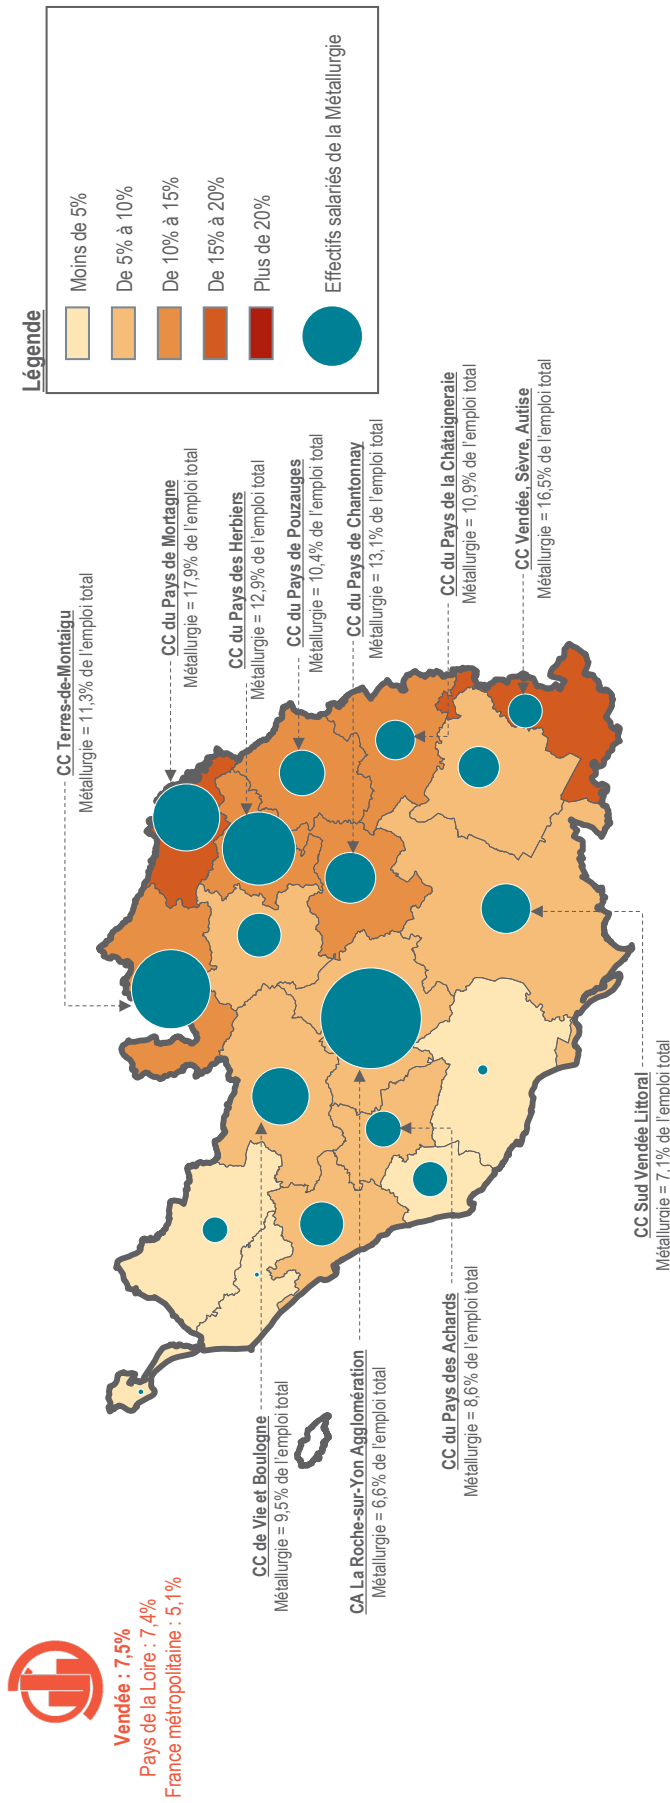 Vendée : 7,5%
Pays de la Loire : 7,4%
France métropolitaine : 5,1%
CC Terres-de-Montaigu
Métallurgie = 11,3% de l'emploi total
CC du Pays de Mortagne
Métallurgie = 17,9% de l'emploi total
CC du Pays des Herbiers
Métallurgie = 12,9% de l'emploi total
CC du Pays de Pouzauges
Métallurgie = 10,4% de l'emploi total
CC du Pays de Chantonnay
Métallurgie = 13,1% de l'emploi total
CC du Pays de la Châtaigneraie
Métallurgie = 10,9% de l'emploi total
CC Vendée, Sèvre, Autise
Métallurgie = 16,5% de l'emploi total
CC de Vie et Boulogne
Métallurgie = 9,5% de l'emploi total
CA La Roche-sur-Yon Agglomération
Métallurgie = 6,6% de l'emploi total
CC du Pays des Achards
Métallurgie = 8,6% de l'emploi total
CC Sud Vendée Littoral
Métallurgie = 7,1% de l'emploi total
Légende
Moins de 5%
De 5% à 10%
De 10% à 15%
De 15% à 20%
Plus de 20%
Effectifs salariés de la Métallurgie